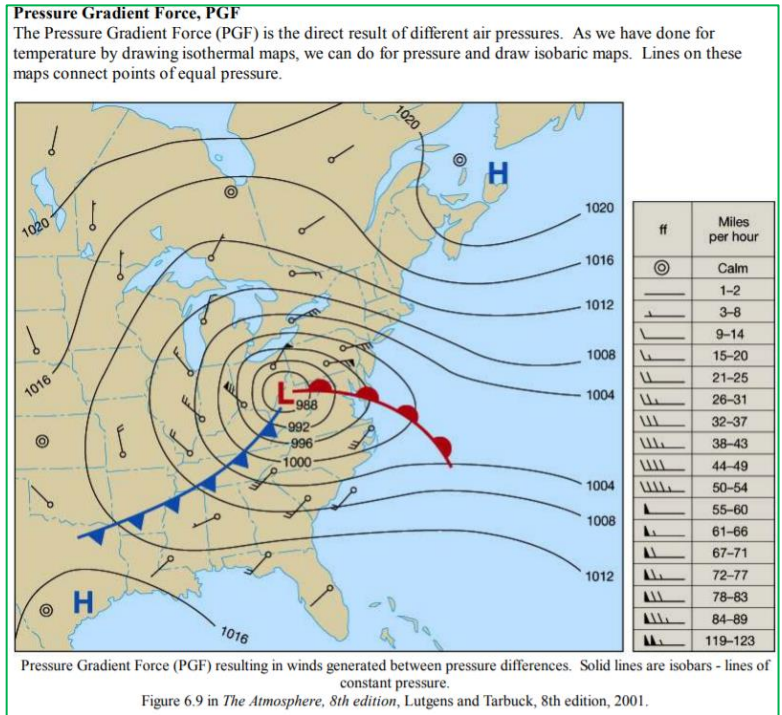 Pressure Gradient Force, PGF
The Pressure Gradient Force (PGF) is the direct result of different air pressures. As we have done for
temperature by drawing isothermal maps, we can do for pressure and draw isobaric maps. Lines on these
maps connect points of equal pressure.
1020
H
1020
1020
1016
1012
1008
1016
1004
L
988
992
996
1000
1004
1008
1012
H
1016
ff Miles per hour
Calm
1–2
3–8
9–14
15–20
21–25
26–31
32–37
38–43
44–49
50–54
55–60
61–66
67–71
72–77
78–83
84–89
119–123
Pressure Gradient Force (PGF) resulting in winds generated between pressure differences. Solid lines are isobars - lines of
constant pressure.
Figure 6.9 in The Atmosphere, 8th edition, Lutgens and Tarbuck, 8th edition, 2001.